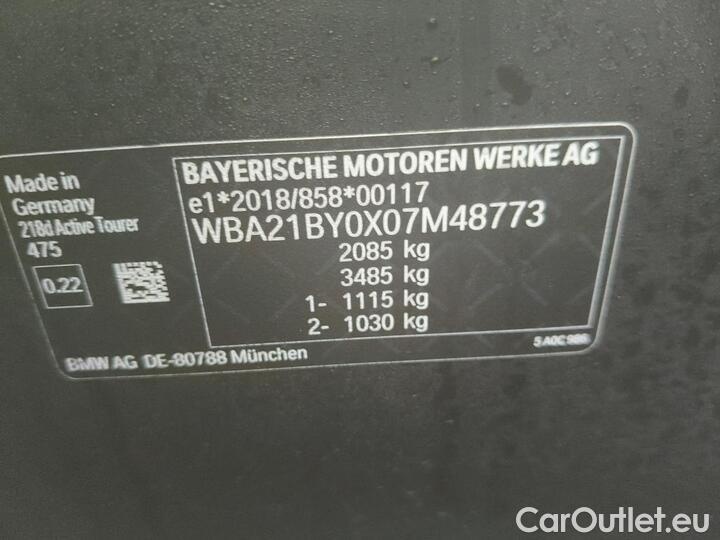 BAYERISCHE MOTOREN WERKE AG
e1*2018/858*00117
WBA21BY0X07M48773
2085 kg
3485 kg
1- 1115 kg
2- 1030 kg
Made in
Germany
218d Active Tourer
475
0.22
5A0C986
BMW AG DE-80788 München
CarOutlet.eu